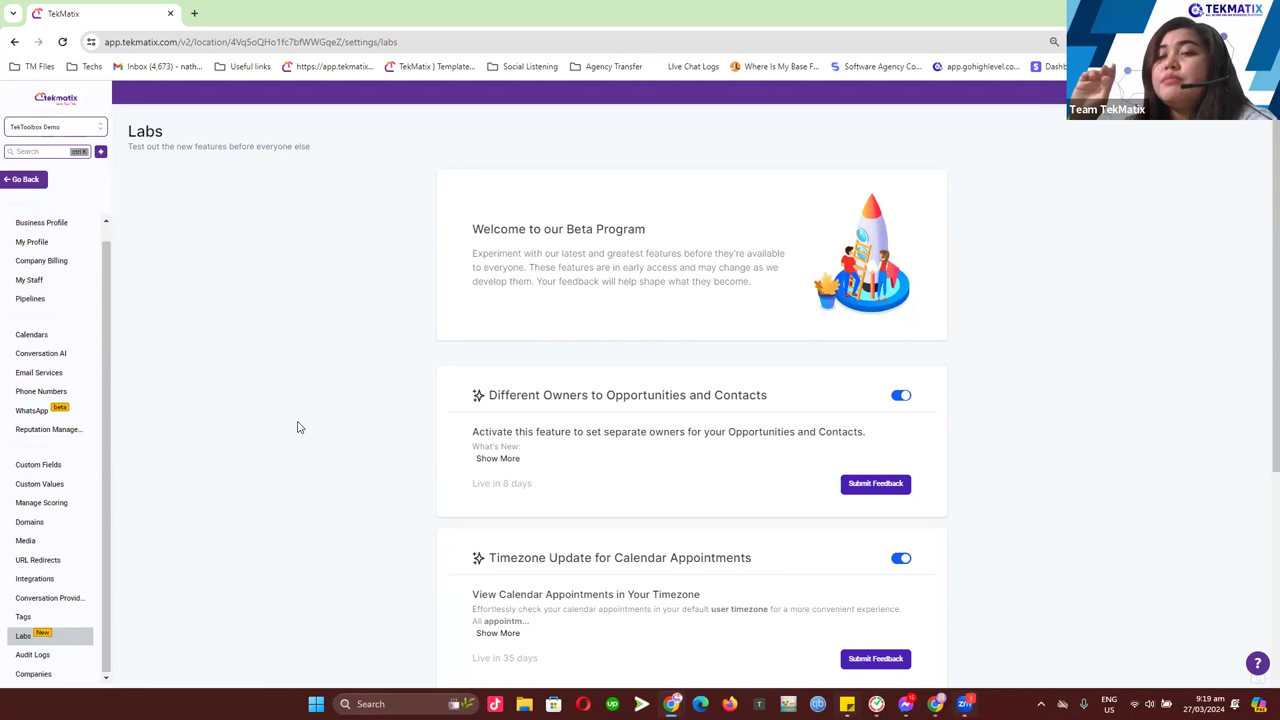 TekMatix
app.tekmatix.com/v2/location/4Vq5oQHo1fc7bfWWGqeZ/settings/labs
TM Files
Techs
Inbox (4,673) - nath...
Useful links
https://app.tekmatix...
TekMatix | Template...
Social Listening
Agency Transfer
LIve Chat Logs
Where Is My Base F...
Software Agency Co...
app.gohighlevel.com...
Dashb
TEKMATIX
ALL IN ONE ONLINE BUSINESS PLATFORM
Team TekMatix
tekmatix
TekToolbox Demo
Search
ctrl K
Go Back
Business Profile
My Profile
Company Billing
My Staff
Pipelines
Calendars
Conversation AI
Email Services
Phone Numbers
WhatsApp beta
Reputation Manage...
Custom Fields
Custom Values
Manage Scoring
Domains
Media
URL Redirects
Integrations
Conversation Provid...
Tags
Labs New
Audit Logs
Companies
Labs
Test out the new features before everyone else
Welcome to our Beta Program
Experiment with our latest and greatest features before they're available
to everyone. These features are in early access and may change as we
develop them. Your feedback will help shape what they become.
Different Owners to Opportunities and Contacts
Activate this feature to set separate owners for your Opportunities and Contacts.
What's New:
Show More
Live in 8 days
Submit Feedback
Timezone Update for Calendar Appointments
View Calendar Appointments in Your Timezone
Effortlessly check your calendar appointments in your default user timezone for a more convenient experience.
All appointm...
Show More
Live in 35 days
Submit Feedback
?
Search
ENG
US
9:19 am
27/03/2024